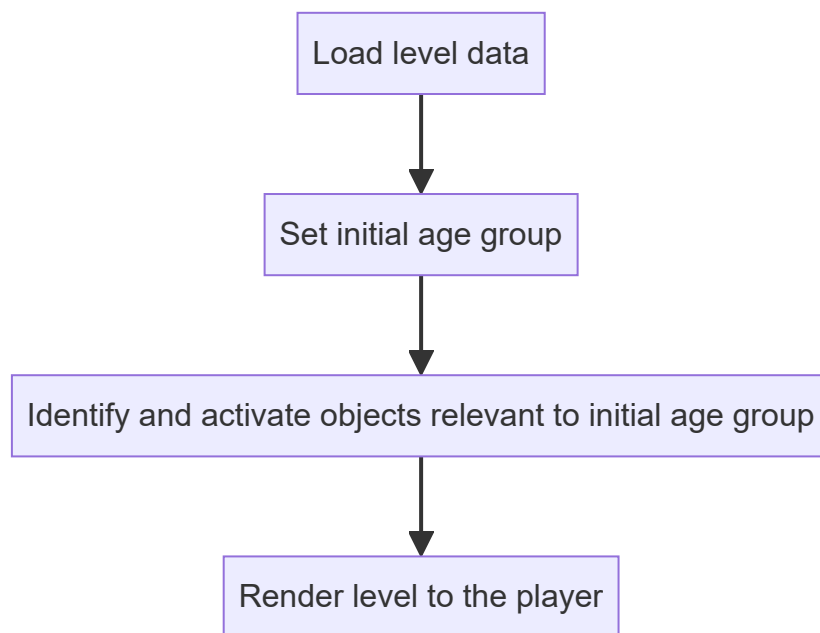 Load level data
Set initial age group
Identify and activate objects relevant to initial age group
Render level to the player